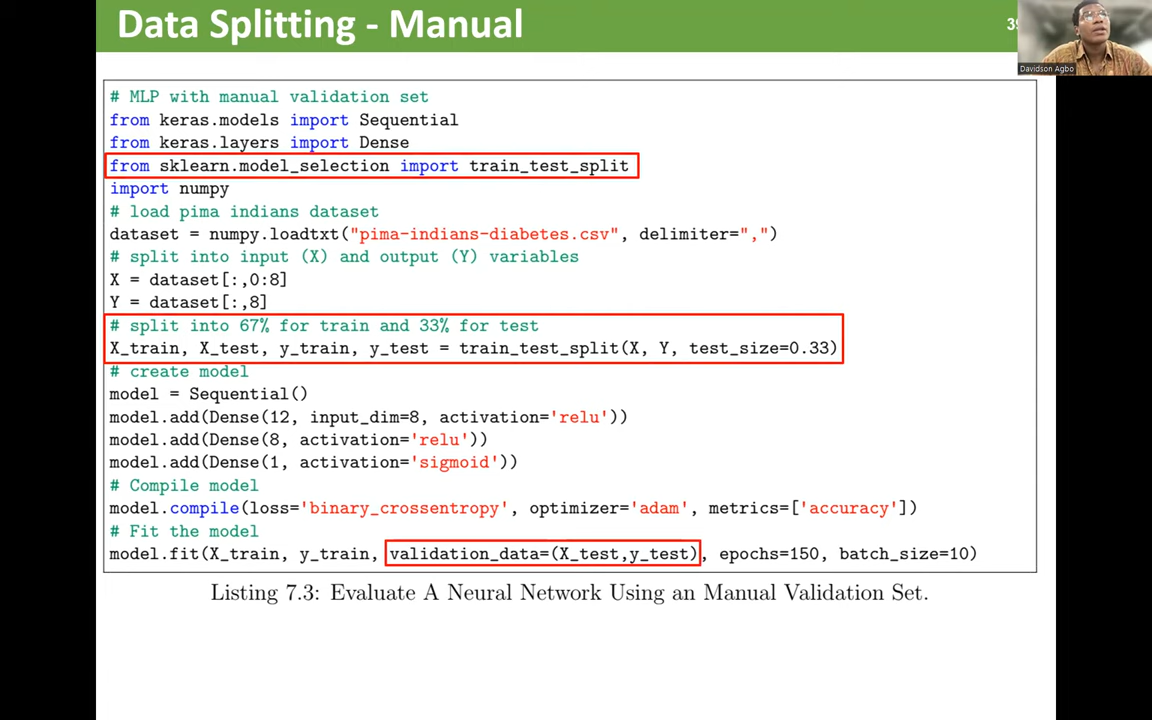 Data Splitting - Manual
Davidson Agbo
# MLP with manual validation set
from keras.models import Sequential
from keras.layers import Dense
from sklearn.model_selection import train_test_split
import numpy
# load pima indians dataset
dataset = numpy.loadtxt("pima-indians-diabetes.csv", delimiter=",")
# split into input (X) and output (Y) variables
X = dataset[:,0:8]
Y = dataset[:,8]
# split into 67% for train and 33% for test
X_train, X_test, y_train, y_test = train_test_split(X, Y, test_size=0.33)
# create model
model = Sequential()
model.add(Dense(12, input_dim=8, activation='relu'))
model.add(Dense(8, activation='relu'))
model.add(Dense(1, activation='sigmoid'))
# Compile model
model.compile(loss='binary_crossentropy', optimizer='adam', metrics=['accuracy'])
# Fit the model
model.fit(X_train, y_train, validation_data=(X_test,y_test), epochs=150, batch_size=10)
Listing 7.3: Evaluate A Neural Network Using an Manual Validation Set.